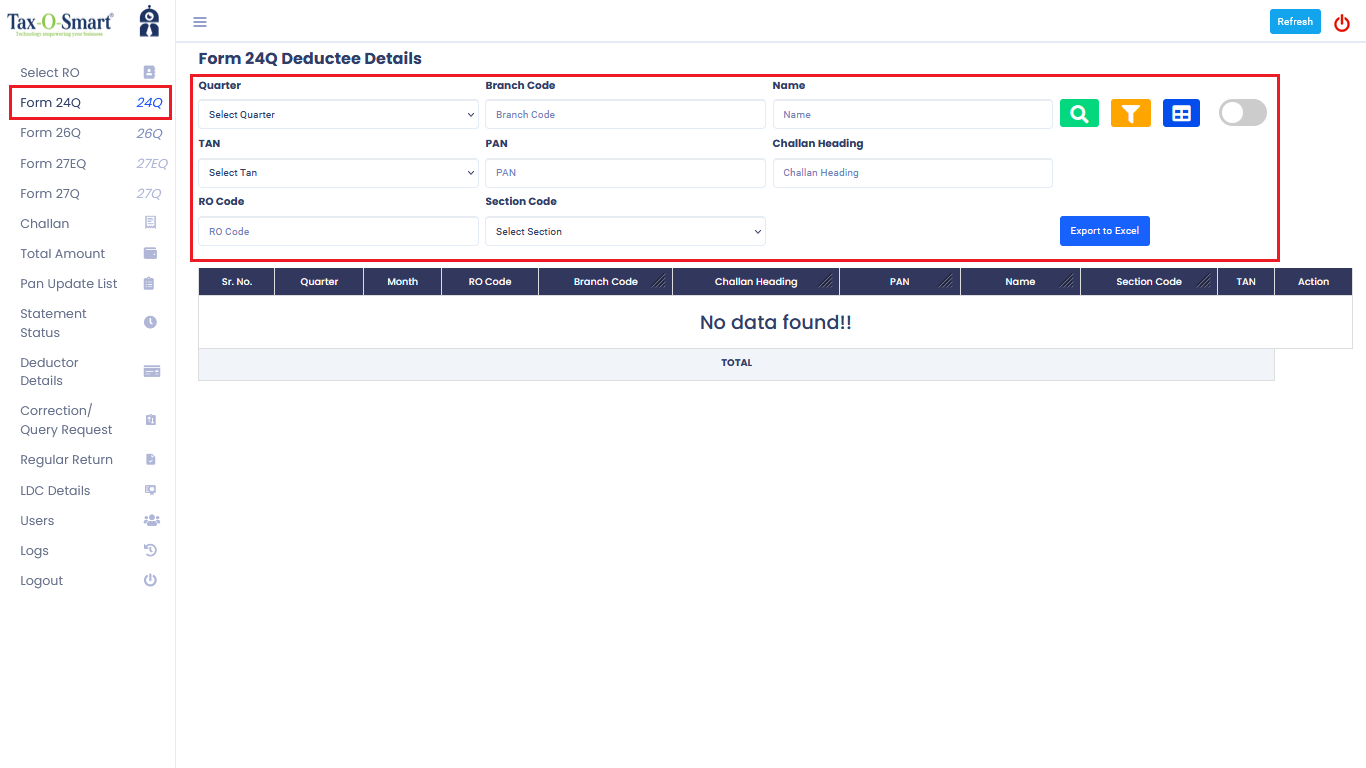 Tax-O-Smart®
Technology empowering your business
Refresh
Select RO
Form 24Q 24Q
Form 26Q 26Q
Form 27EQ 27EQ
Form 27Q 27Q
Challan
Total Amount
Pan Update List
Statement
Status
Deductor
Details
Correction/
Query Request
Regular Return
LDC Details
Users
Logs
Logout
Form 24Q Deductee Details
Quarter Branch Code Name
Select Quarter Branch Code Name
TAN PAN Challan Heading
Select Tan PAN Challan Heading
RO Code Section Code
RO Code Select Section Export to Excel
Sr. No. Quarter Month RO Code Branch Code Challan Heading PAN Name Section Code TAN Action
No data found!!
TOTAL